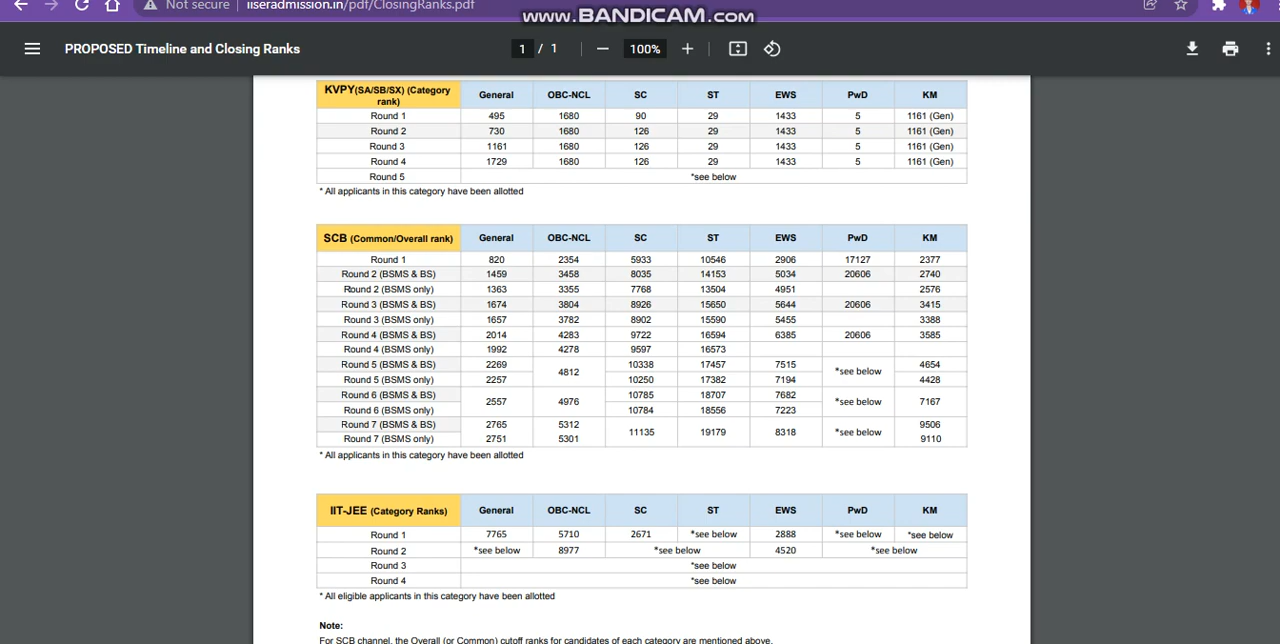 Not secure | iiseradmission.in/pdf/ClosingRanks.pdf
www.BANDICAM.com
PROPOSED Timeline and Closing Ranks 1 / 1 100%
KVPY(SA/SB/SX) (Category rank) General OBC-NCL SC ST EWS PwD KM
Round 1 495 1680 90 29 1433 5 1161 (Gen)
Round 2 730 1680 126 29 1433 5 1161 (Gen)
Round 3 1161 1680 126 29 1433 5 1161 (Gen)
Round 4 1729 1680 126 29 1433 5 1161 (Gen)
Round 5 *see below
* All applicants in this category have been allotted
SCB (Common/Overall rank) General OBC-NCL SC ST EWS PwD KM
Round 1 820 2354 5933 10546 2906 17127 2377
Round 2 (BSMS & BS) 1459 3458 8035 14153 5034 20606 2740
Round 2 (BSMS only) 1363 3355 7768 13504 4951 2576
Round 3 (BSMS & BS) 1674 3804 8926 15650 5644 20606 3415
Round 3 (BSMS only) 1657 3782 8902 15590 5455 3388
Round 4 (BSMS & BS) 2014 4283 9722 16594 6385 20606 3585
Round 4 (BSMS only) 1992 4278 9597 16573
Round 5 (BSMS & BS) 2269 4812 10338 17457 7515 *see below 4654
Round 5 (BSMS only) 2257 10250 17382 7194 4428
Round 6 (BSMS & BS) 2557 4976 10785 18707 7682 *see below 7167
Round 6 (BSMS only) 10784 18556 7223
Round 7 (BSMS & BS) 2765 5312 11135 19179 8318 *see below 9506
Round 7 (BSMS only) 2751 5301 9110
* All applicants in this category have been allotted
IIT-JEE (Category Ranks) General OBC-NCL SC ST EWS PwD KM
Round 1 7765 5710 2671 *see below 2888 *see below *see below
Round 2 *see below 8977 *see below 4520 *see below
Round 3 *see below
Round 4 *see below
* All eligible applicants in this category have been allotted
Note:
For SCB channel, the Overall (or Common) cutoff ranks for candidates of each category are mentioned above.